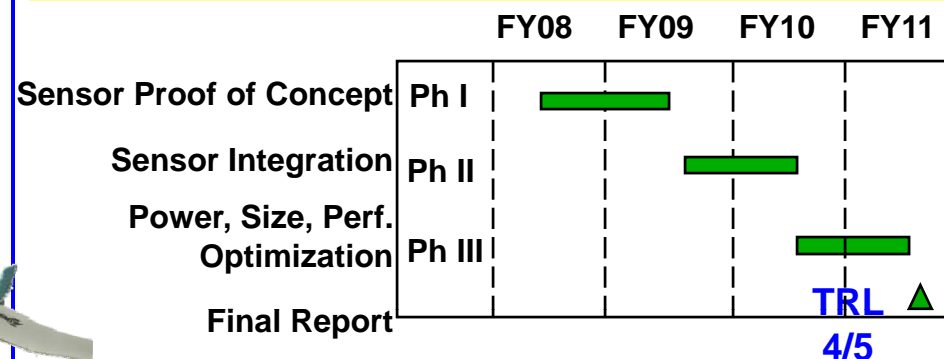 FY08 FY09 FY10 FY11
Sensor Proof of Concept Ph I
Sensor Integration Ph II
Power, Size, Perf.
Optimization Ph III
Final Report TRL
4/5